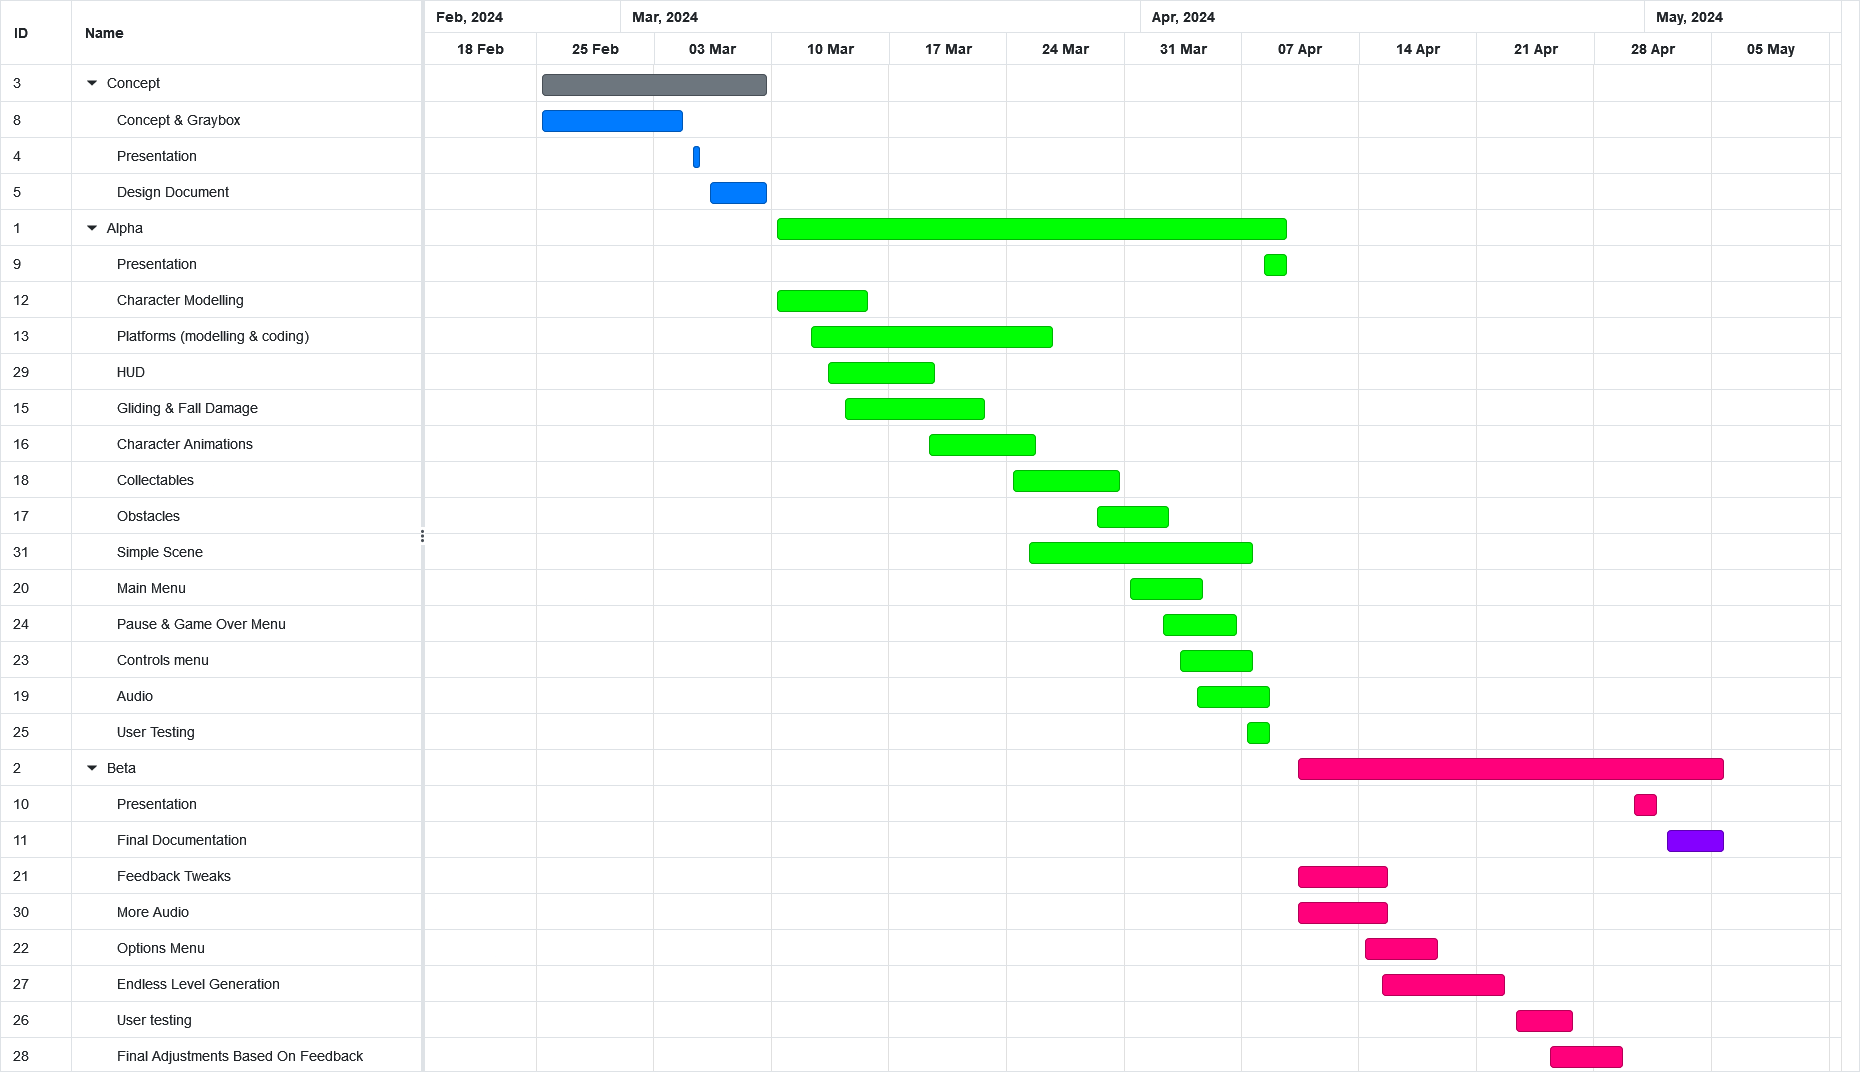 ID Name Feb, 2024 Mar, 2024 Apr, 2024 May, 2024
18 Feb 25 Feb 03 Mar 10 Mar 17 Mar 24 Mar 31 Mar 07 Apr 14 Apr 21 Apr 28 Apr 05 May
3 Concept
8 Concept & Graybox
4 Presentation
5 Design Document
1 Alpha
9 Presentation
12 Character Modelling
13 Platforms (modelling & coding)
29 HUD
15 Gliding & Fall Damage
16 Character Animations
18 Collectables
17 Obstacles
31 Simple Scene
20 Main Menu
24 Pause & Game Over Menu
23 Controls menu
19 Audio
25 User Testing
2 Beta
10 Presentation
11 Final Documentation
21 Feedback Tweaks
30 More Audio
22 Options Menu
27 Endless Level Generation
26 User testing
28 Final Adjustments Based On Feedback